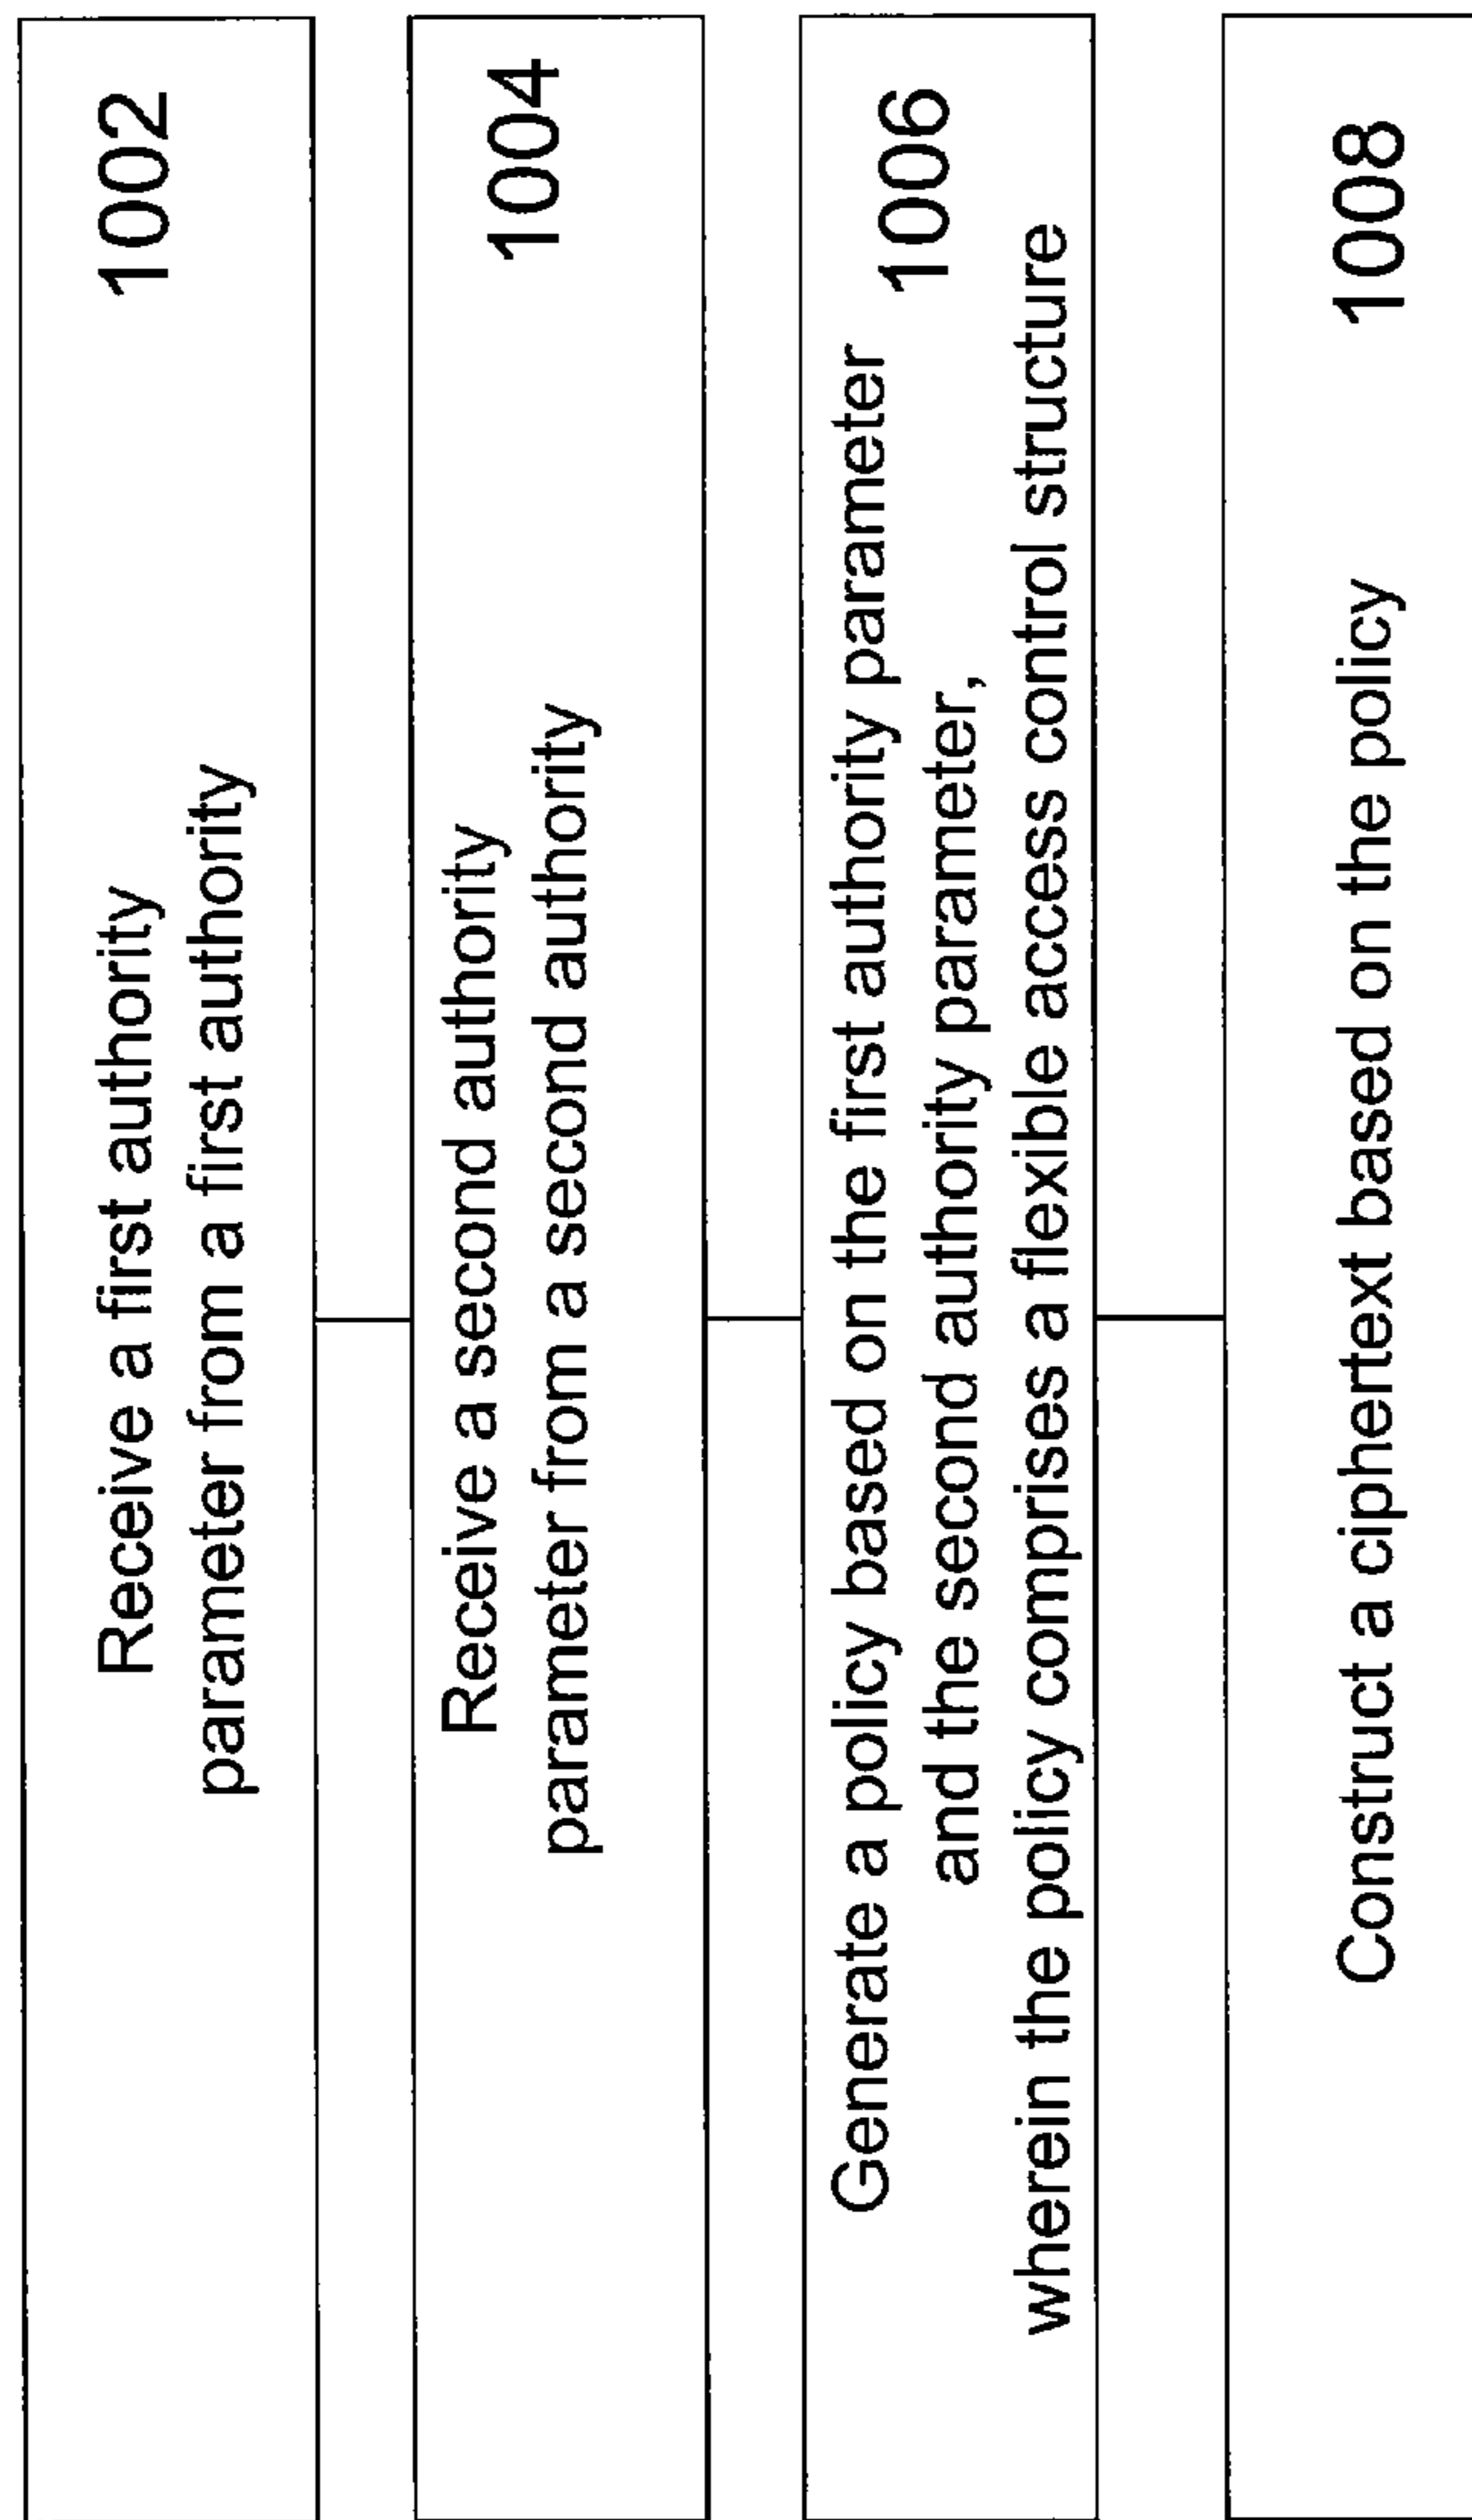 Receive a first authority
parameter from a first authority
1002
Receive a second authority
parameter from a second authority
1004
Generate a policy based on the first authority parameter
and the second authority parameter,
wherein the policy comprises a flexible access control structure
1006
Construct a ciphertext based on the policy
1008